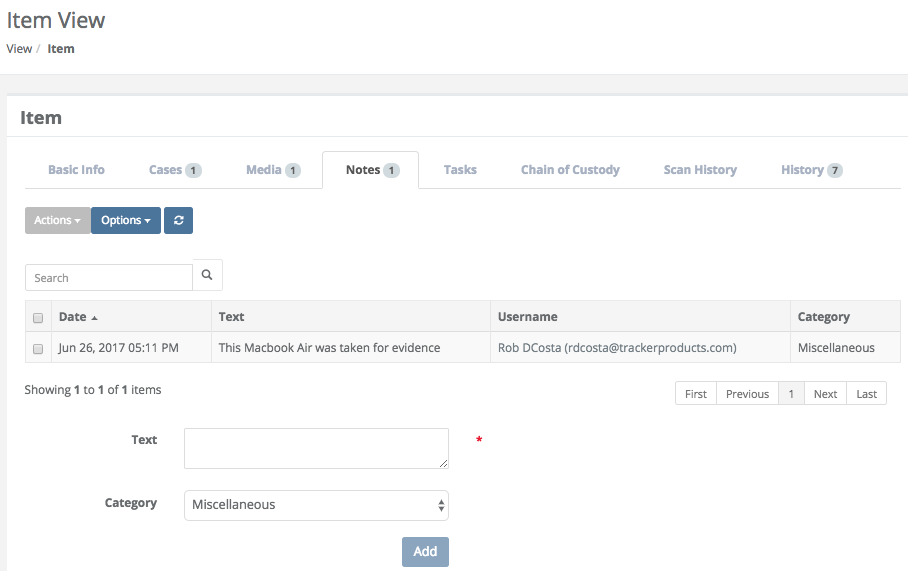 Item View
View / Item
Item
Basic Info Cases 1 Media 1 Notes 1 Tasks Chain of Custody Scan History History 7
Actions Options
Search
Date Text Username Category
Jun 26, 2017 05:11 PM This Macbook Air was taken for evidence Rob DCosta (rdcosta@trackerproducts.com) Miscellaneous
Showing 1 to 1 of 1 items First Previous 1 Next Last
Text *
Category Miscellaneous
Add